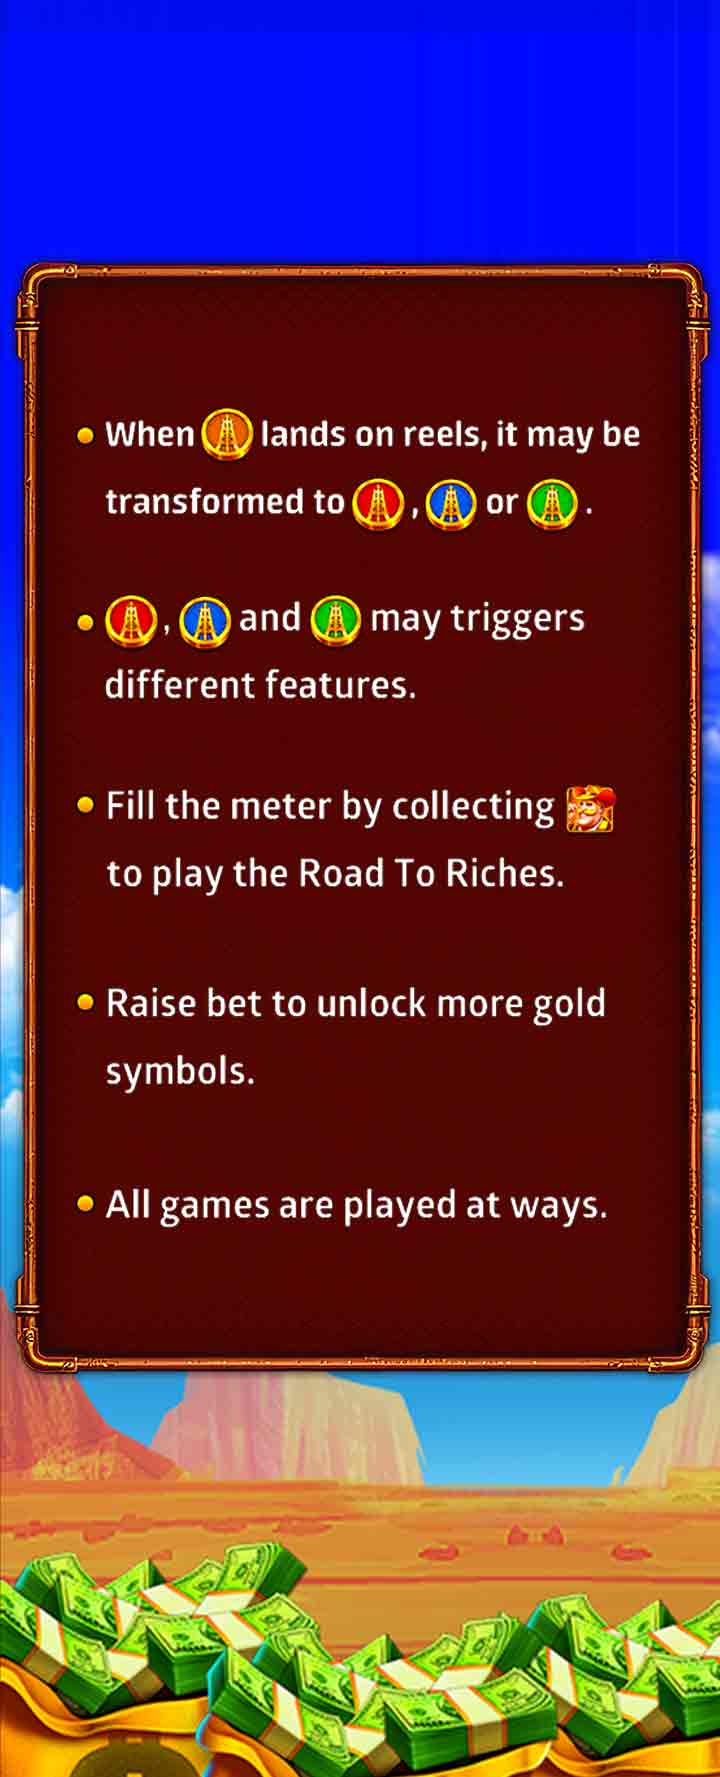 When lands on reels, it may be
transformed to , or .
, and may triggers
different features.
Fill the meter by collecting
to play the Road To Riches.
Raise bet to unlock more gold
symbols.
All games are played at ways.